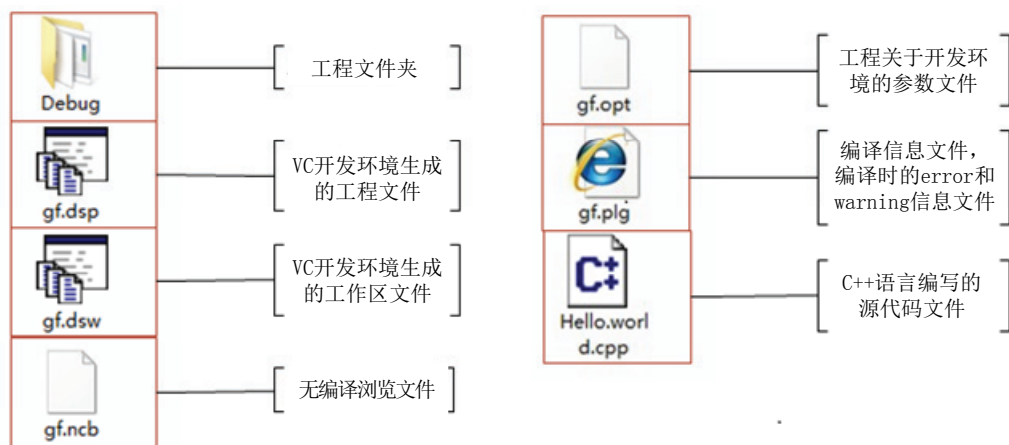 Debug
工程文件夹
gf.dsp
VC开发环境生成
的工程文件
gf.dsw
VC开发环境生成
的工作区文件
gf.ncb
无编译浏览文件
gf.opt
工程关于开发环
境的参数文件
gf.plg
编译信息文件,
编译时的error和
warning信息文件
C++
Hello.worl
d.cpp
C++语言编写的
源代码文件